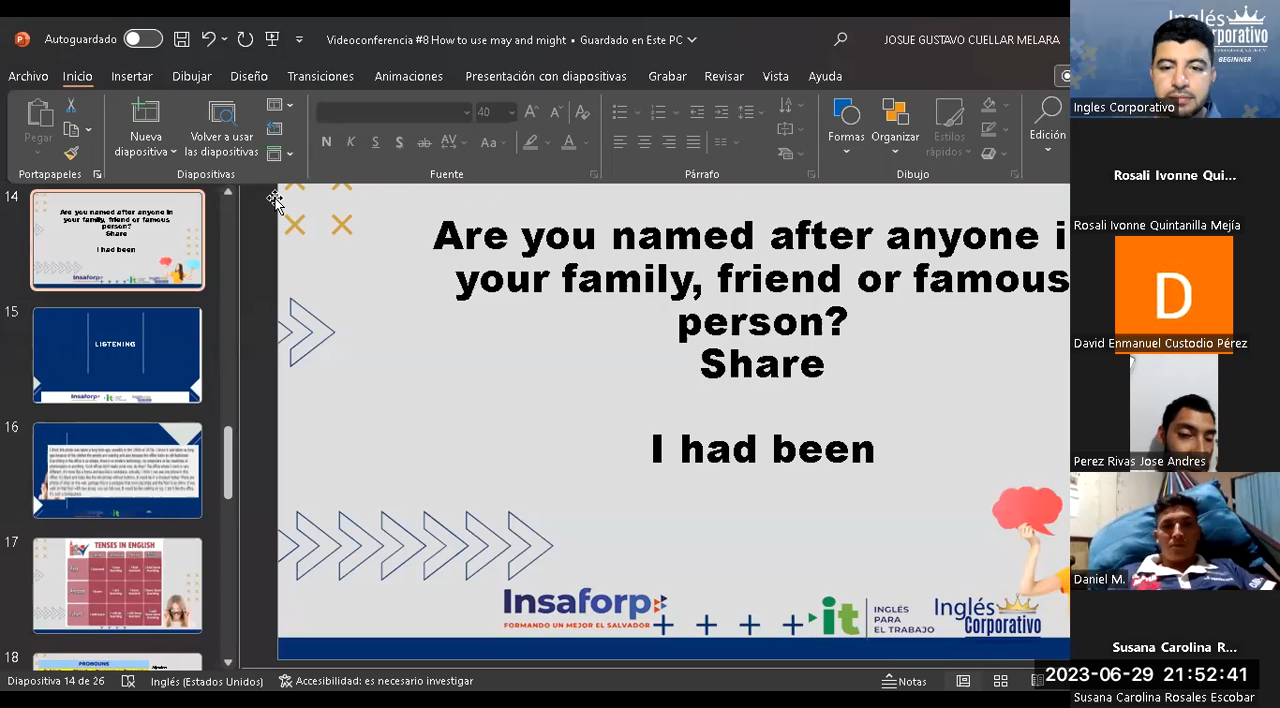 Autoguardado
Videoconferencia #8 How to use may and might • Guardado en Este PC
JOSUE GUSTAVO CUELLAR MELARA
Archivo Inicio Insertar Dibujar Diseño Transiciones Animaciones Presentación con diapositivas Grabar Revisar Vista Ayuda
Pegar
Nueva
diapositiva
Volver a usar
las diapositivas
40
N K S S ab AV Aa A
Formas
Organizar
Estilos
rápidos
Edición
Portapapeles
Diapositivas
Fuente
Párrafo
Dibujo
14
Are you named after anyone in
your family, friend or famous
person?
Share
I had been
Insaforp
15
LISTENING
Insaforp
16
17
TENSES IN ENGLISH
18
PRONOUNS
Are you named after anyone i
your family, friend or famous
person?
Share
I had been
Insaforp
FORMANDO UN MEJOR EL SALVADOR
it
INGLÉS
PARA
EL TRABAJO
Inglés
Corporativo
Diapositiva 14 de 26
Inglés (Estados Unidos)
Accesibilidad: es necesario investigar
Notas
Inglés
Corporativo
BEGINNER
Ingles Corporativo
Rosali Ivonne Qui...
Rosali Ivonne Quintanilla Mejía
D
David Enmanuel Custodio Pérez
Perez Rivas Jose Andres
Daniel M.
Susana Carolina R...
2023-06-29 21:52:41
Susana Carolina Rosales Escobar